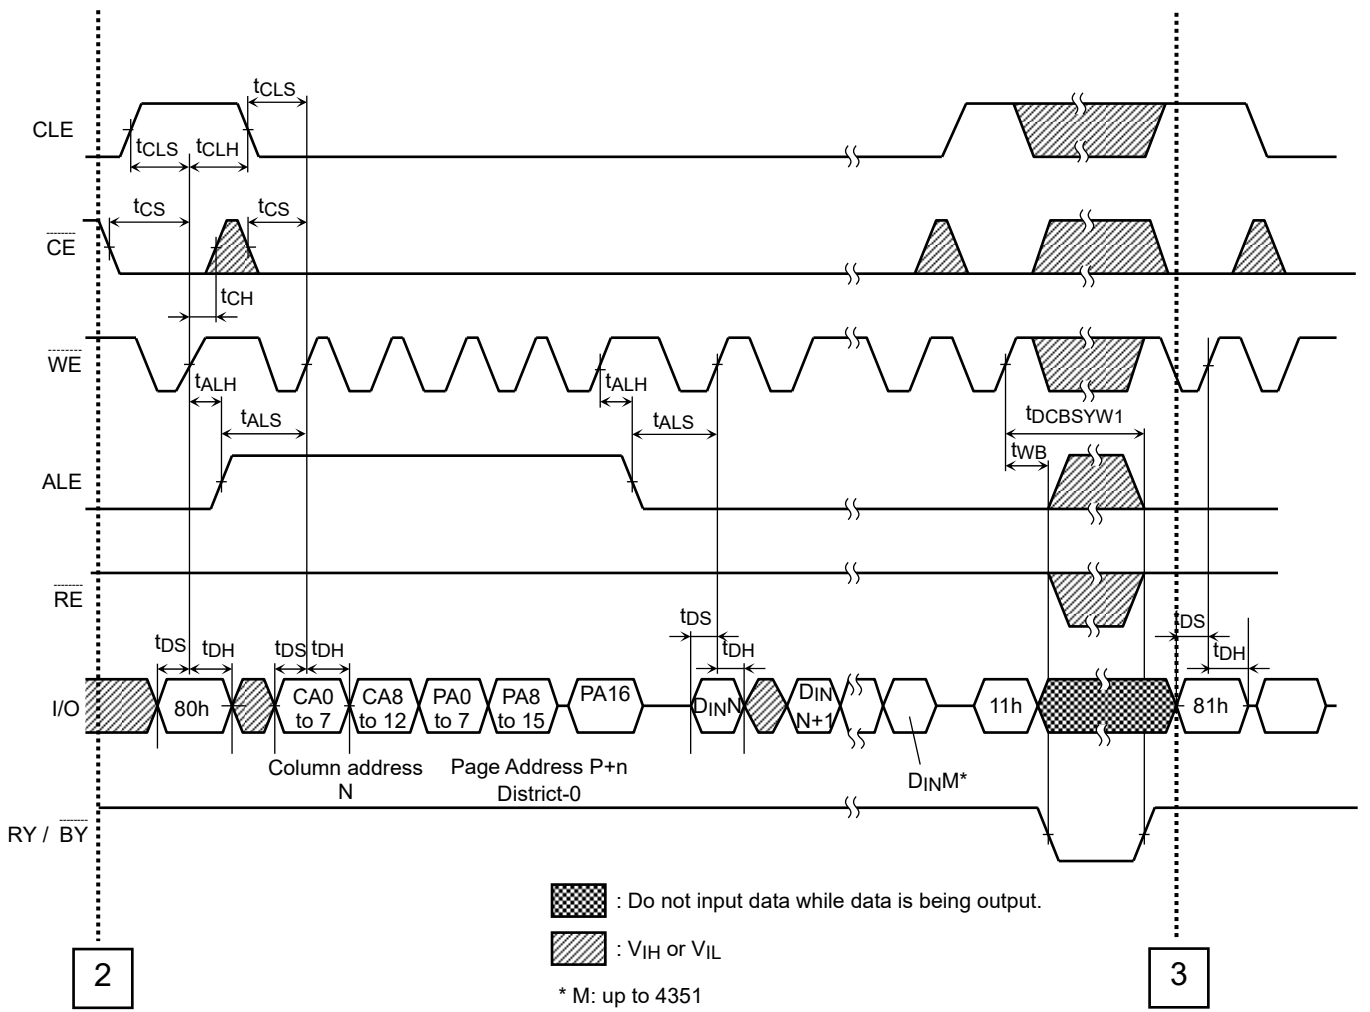 tCLS
CLE
tCLS
tCLH
tCS
tCS
CE
tCH
WE
tALH
tALH
tALS
tALS
tDCBSYW1
tWB
ALE
RE
tDS
tDH
tDS
tDH
tDS
tDH
tDS
tDH
I/O
80h
CA0 to 7
CA8 to 12
PA0 to 7
PA8 to 15
PA16
DINN
DIN N+1
11h
81h
Column address N
Page Address P+n
District-0
DINM*
RY / BY
: Do not input data while data is being output.
: VIH or VIL
* M: up to 4351
2
3